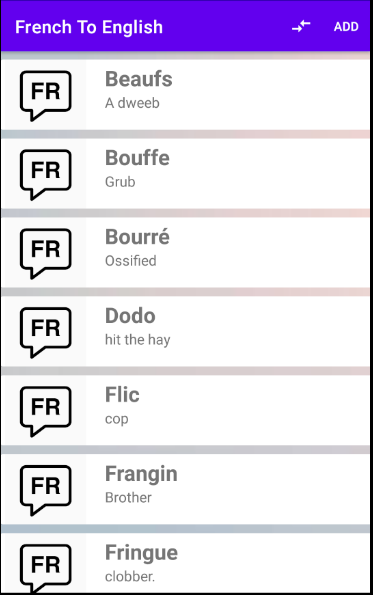 French To English
ADD
FR
Beaufs
A dweeb
FR
Bouffe
Grub
FR
Bourré
Ossified
FR
Dodo
hit the hay
FR
Flic
cop
FR
Frangin
Brother
FR
Fringue
clobber.